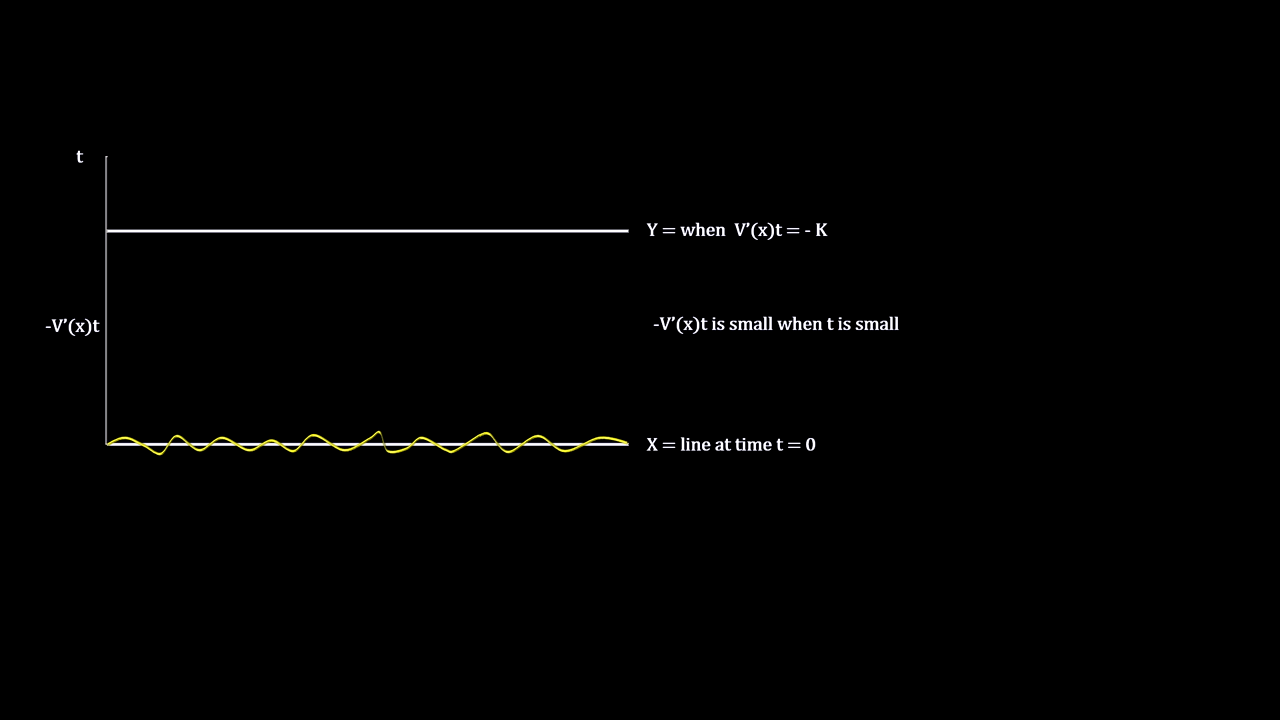 t
Y = when  V’(x)t = - K
-V’(x)t
-V’(x)t is small when t is small
X = line at time t = 0